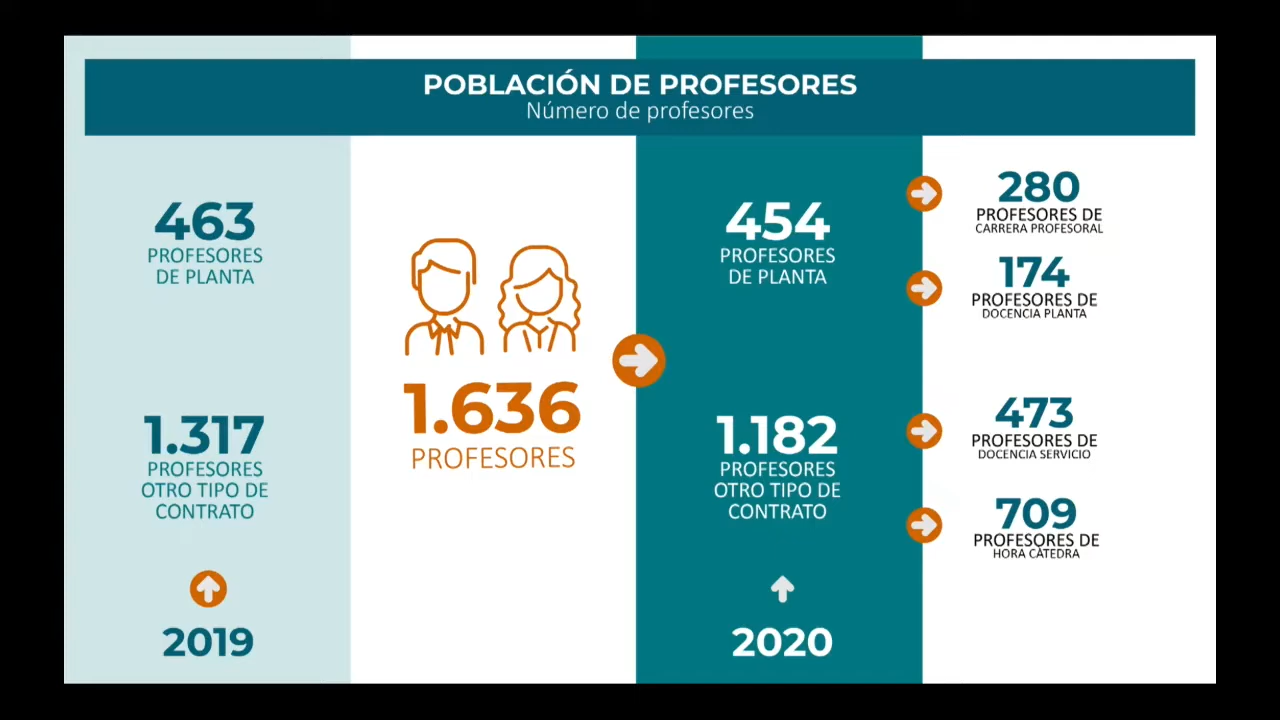 POBLACIÓN DE PROFESORES
Número de profesores
463
PROFESORES
DE PLANTA
1.317
PROFESORES
OTRO TIPO DE
CONTRATO
2019
1.636
PROFESORES
454
PROFESORES
DE PLANTA
1.182
PROFESORES
OTRO TIPO DE
CONTRATO
2020
280
PROFESORES DE
CARRERA PROFESORAL
174
PROFESORES DE
DOCENCIA PLANTA
473
PROFESORES DE
DOCENCIA SERVICIO
709
PROFESORES DE
HORA CÁTEDRA